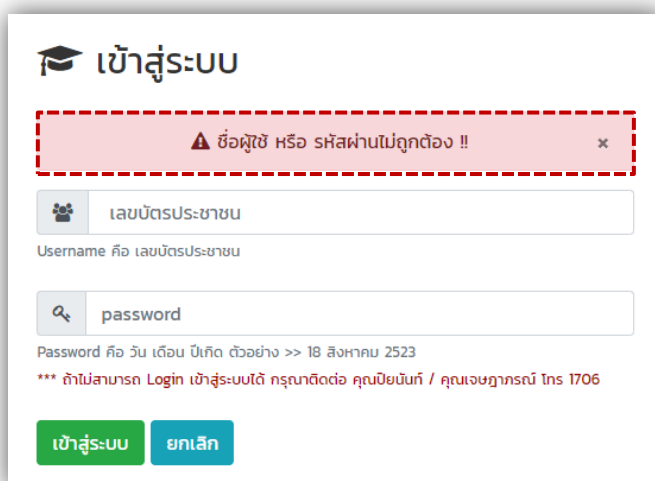 เข้าสู่ระบบ
ชื่อผู้ใช้ หรือ รหัสผ่านไม่ถูกต้อง !! ×
เลขบัตรประชาชน
Username คือ เลขบัตรประชาชน
password
Password คือ วัน เดือน ปีเกิด ตัวอย่าง >> 18 สิงหาคม 2523
*** ถ้าไม่สามารถ Login เข้าสู่ระบบได้ กรุณาติดต่อ คุณปิยนันท์ / คุณเจษฎาภรณ์ โทร 1706
เข้าสู่ระบบ ยกเลิก